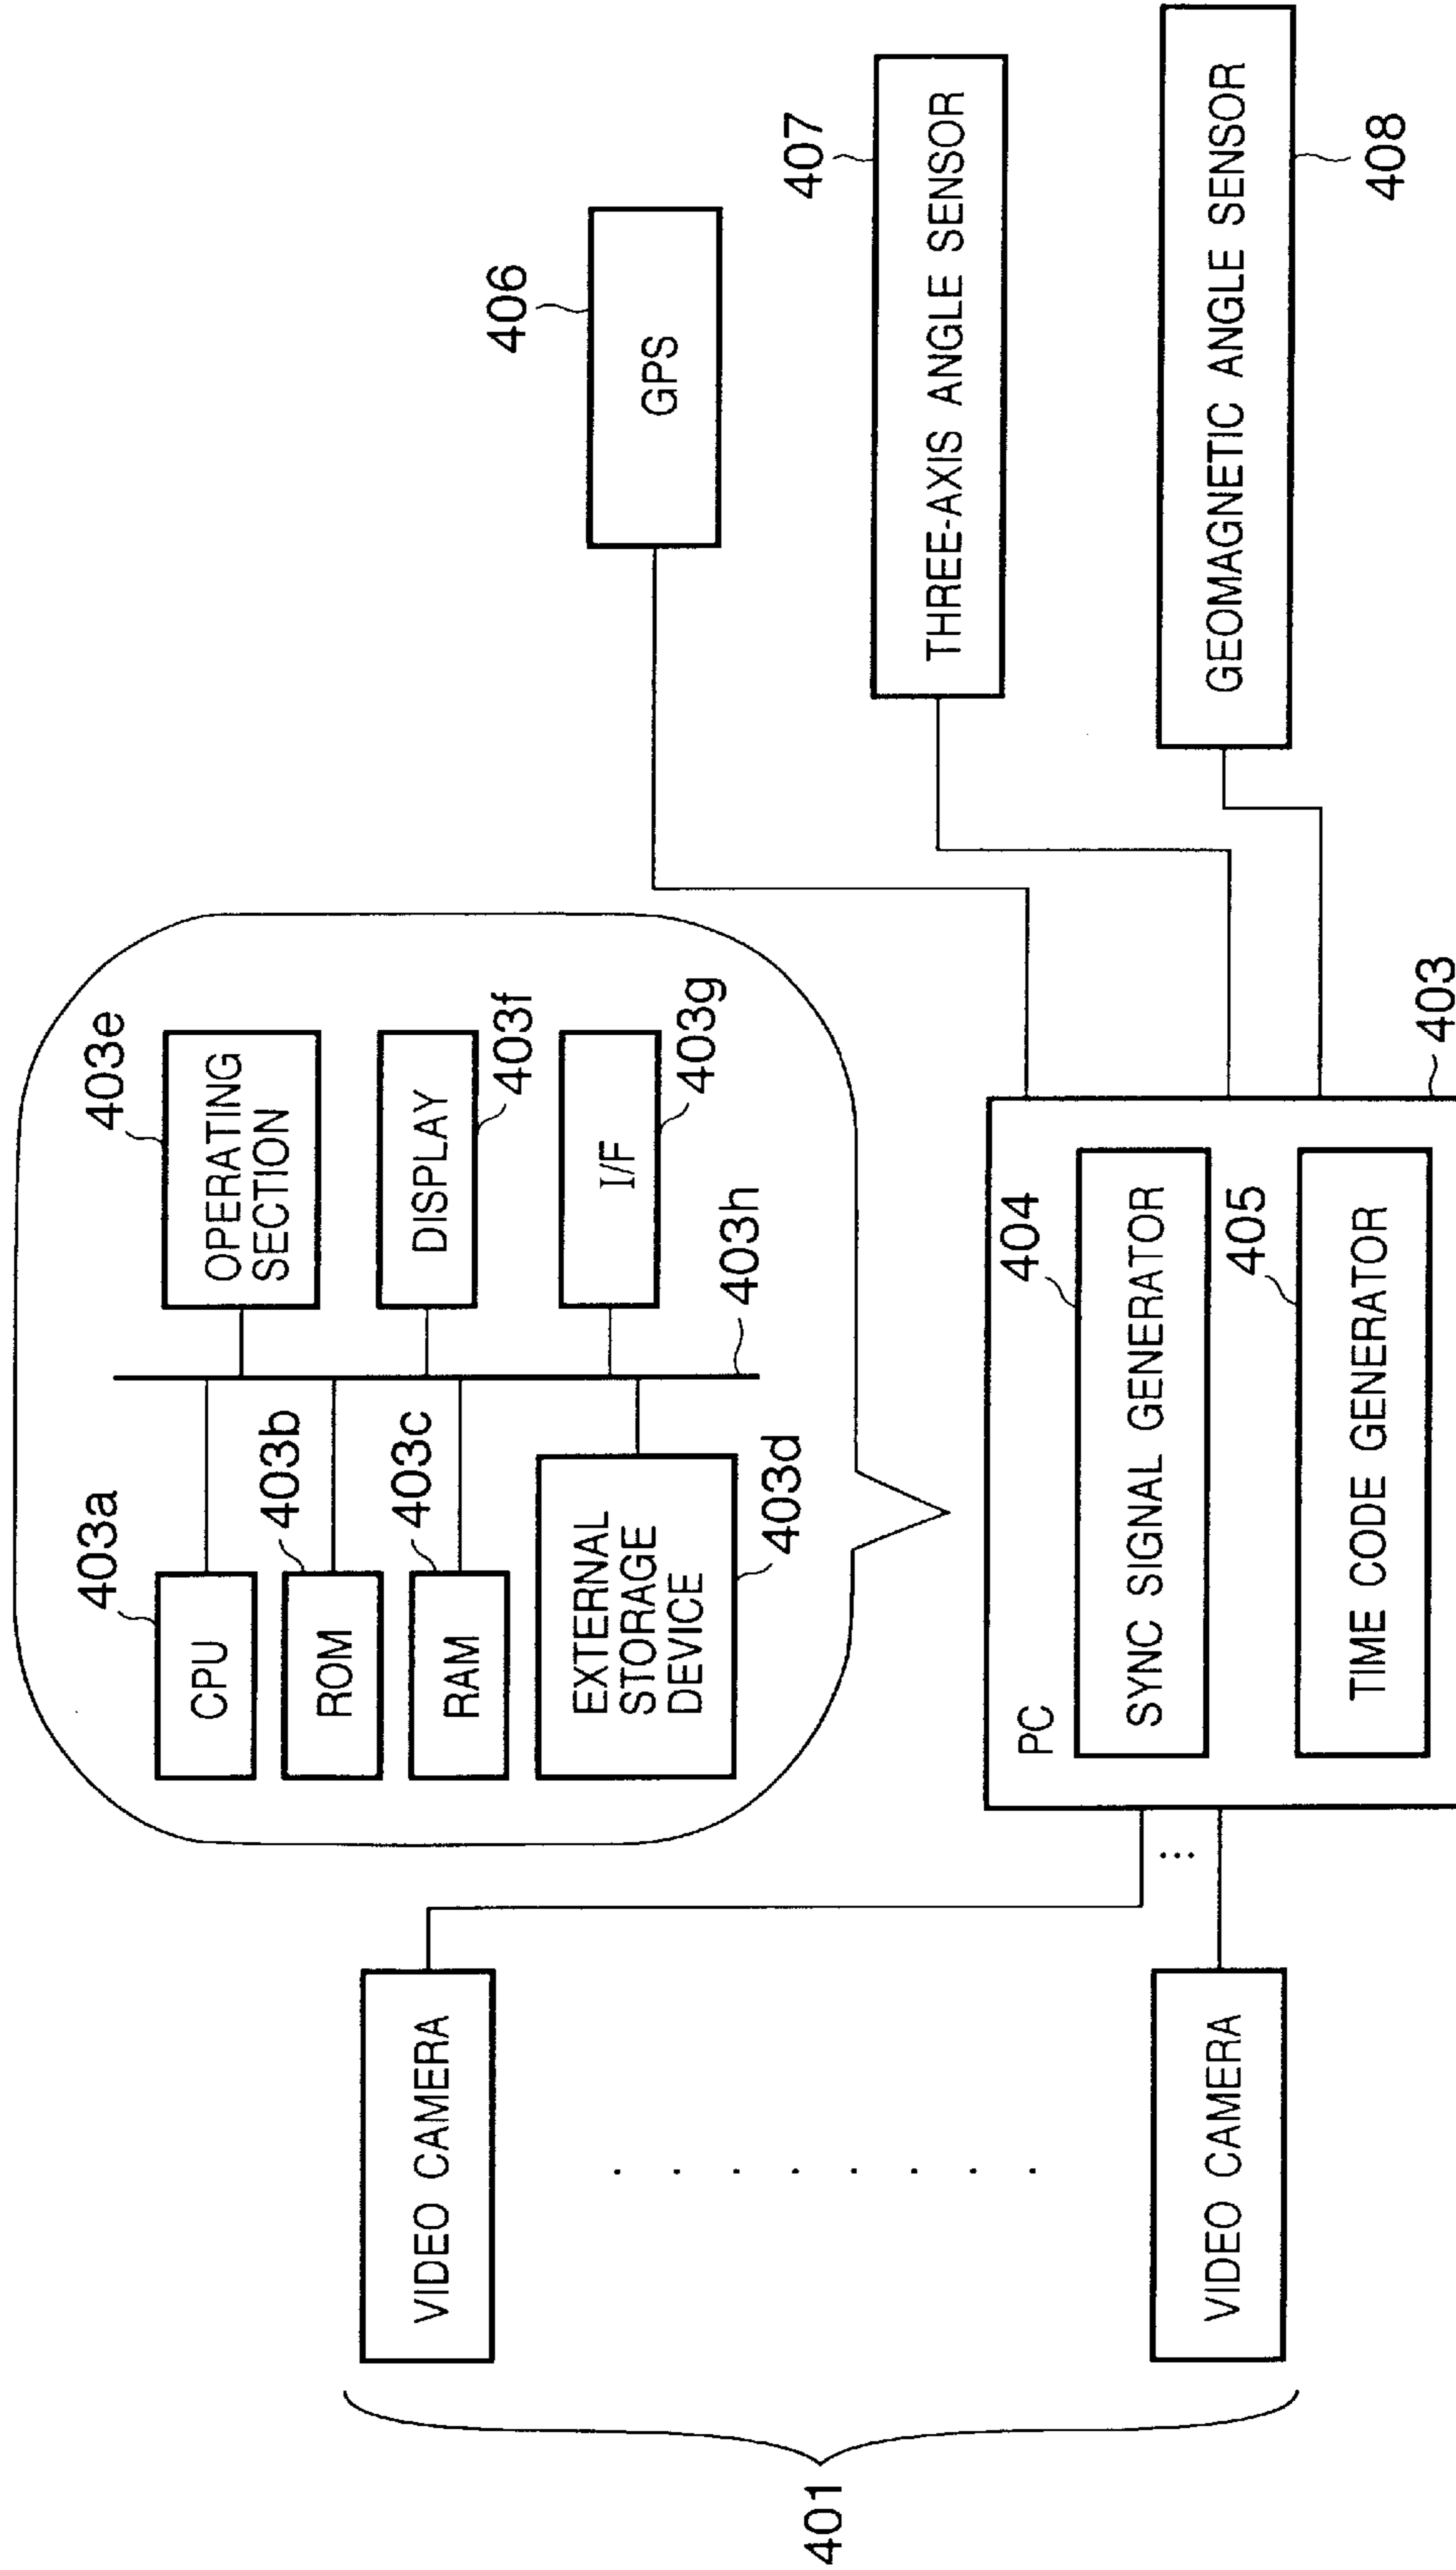 401
VIDEO CAMERA
VIDEO CAMERA
403a
CPU
403b
ROM
403c
RAM
EXTERNAL
STORAGE
DEVICE
403d
403e
OPERATING
SECTION
DISPLAY
403f
I/F
403g
403h
PC
404
SYNC SIGNAL GENERATOR
405
TIME CODE GENERATOR
403
406
GPS
407
THREE-AXIS ANGLE SENSOR
GEOMAGNETIC ANGLE SENSOR
408